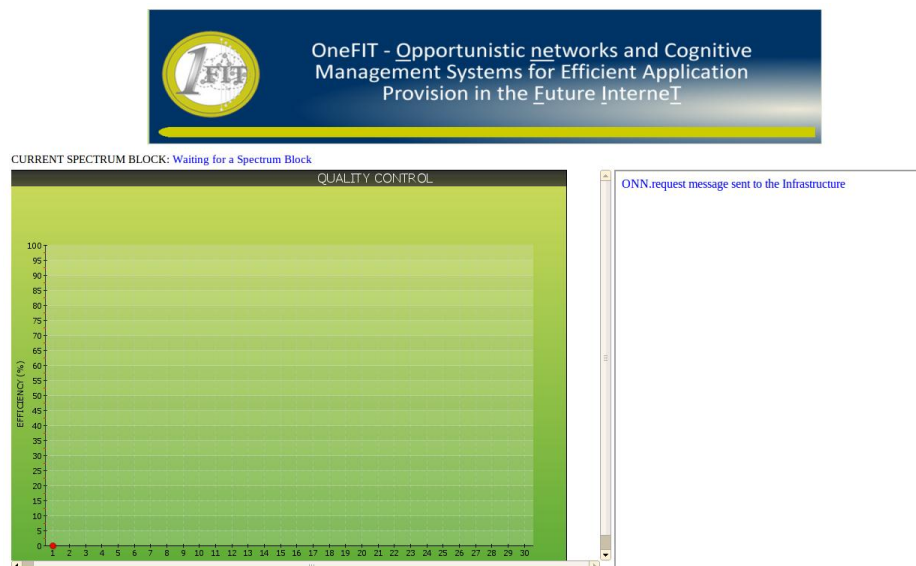 1.FIT
OneFIT - Opportunistic networks and Cognitive
Management Systems for Efficient Application
Provision in the Future InterneT
CURRENT SPECTRUM BLOCK: Waiting for a Spectrum Block
QUALITY CONTROL
ONN.request message sent to the Infrastructure
EFFICIENCY (%)
100
95
90
85
80
75
70
65
60
55
50
45
40
35
30
25
20
15
10
5
0
1 2 3 4 5 6 7 8 9 10 11 12 13 14 15 16 17 18 19 20 21 22 23 24 25 26 27 28 29 30